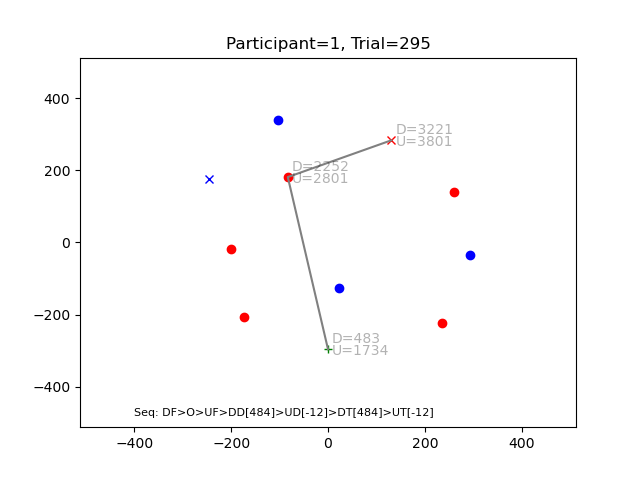 Participant=1, Trial=295
400
200
0
−200
−400
D=3221
U=3801
D=2252
U=2801
D=483
U=1734
Seq: DF>O>UF>DD[484]>UD[-12]>DT[484]>UT[-12]
−400 −200 0 200 400